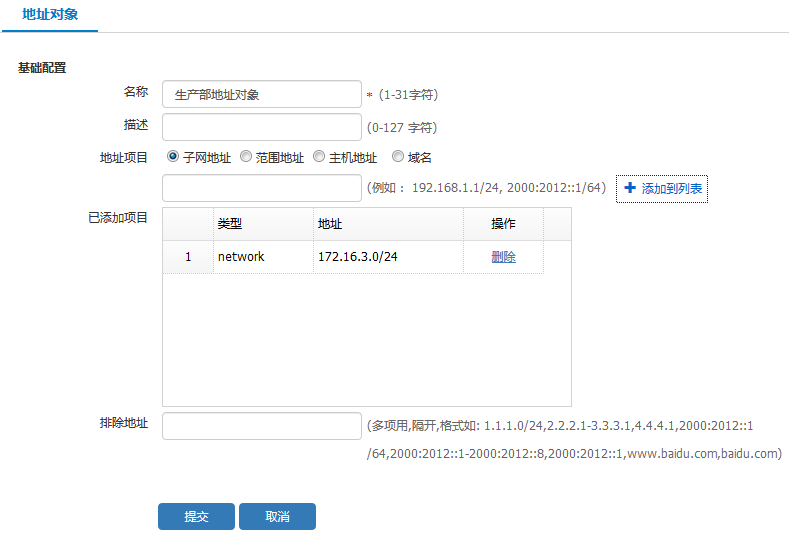 地址对象
基础配置
名称 生产部地址对象 * (1-31字符)
描述 (0-127 字符)
地址项目 子网地址 范围地址 主机地址 域名
(例如： 192.168.1.1/24, 2000:2012::1/64) + 添加到列表
已添加项目 类型 地址 操作
1 network 172.16.3.0/24 删除
排除地址 (多项用,隔开,格式如: 1.1.1.0/24,2.2.2.1-3.3.3.1,4.4.4.1,2000:2012::1
/64,2000:2012::1-2000:2012::8,2000:2012::1,www.baidu.com,baidu.com)
提交 取消